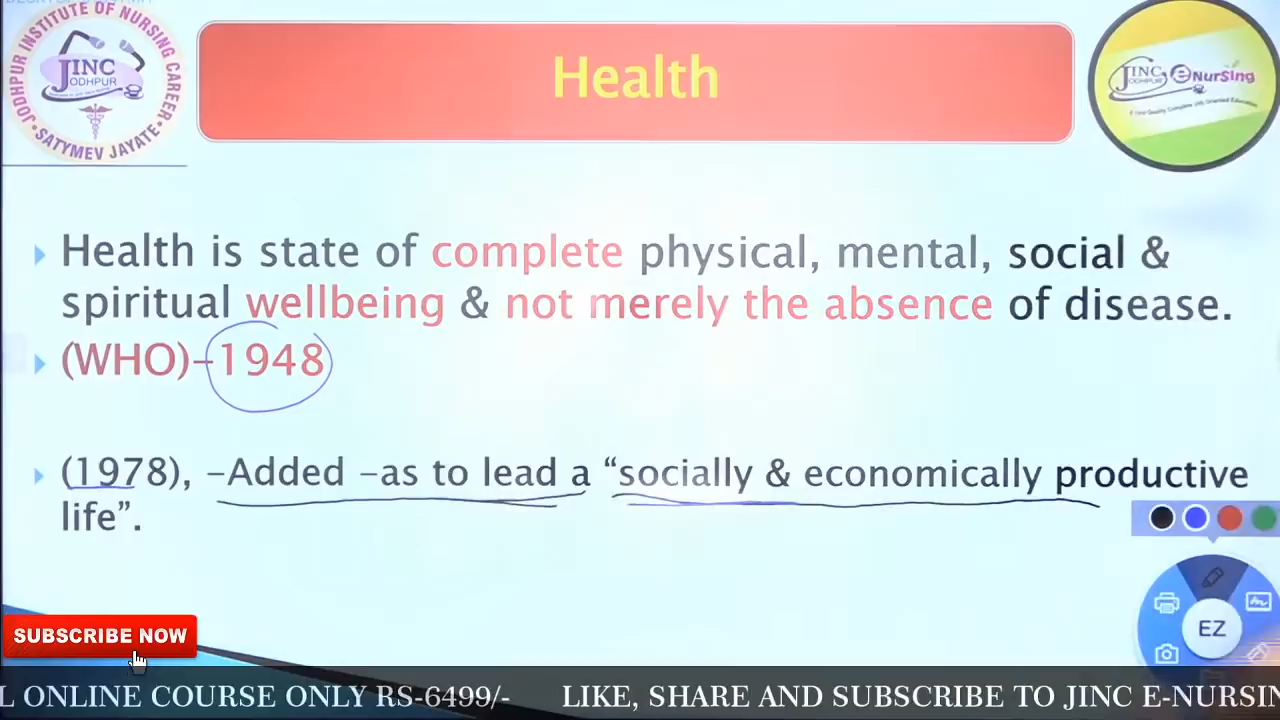 JODHPUR INSTITUTE OF NURSING CAREER
JINC
JODHPUR
SATYMEV JAYATE
Health
JINC
JODHPUR
eNurSing
Health is state of complete physical, mental, social &
spiritual wellbeing & not merely the absence of disease.
(WHO)-1948
(1978), -Added -as to lead a “socially & economically productive
life”.
EZ
SUBSCRIBE NOW
L ONLINE COURSE ONLY RS-6499/- LIKE, SHARE AND SUBSCRIBE TO JINC E-NURSIN